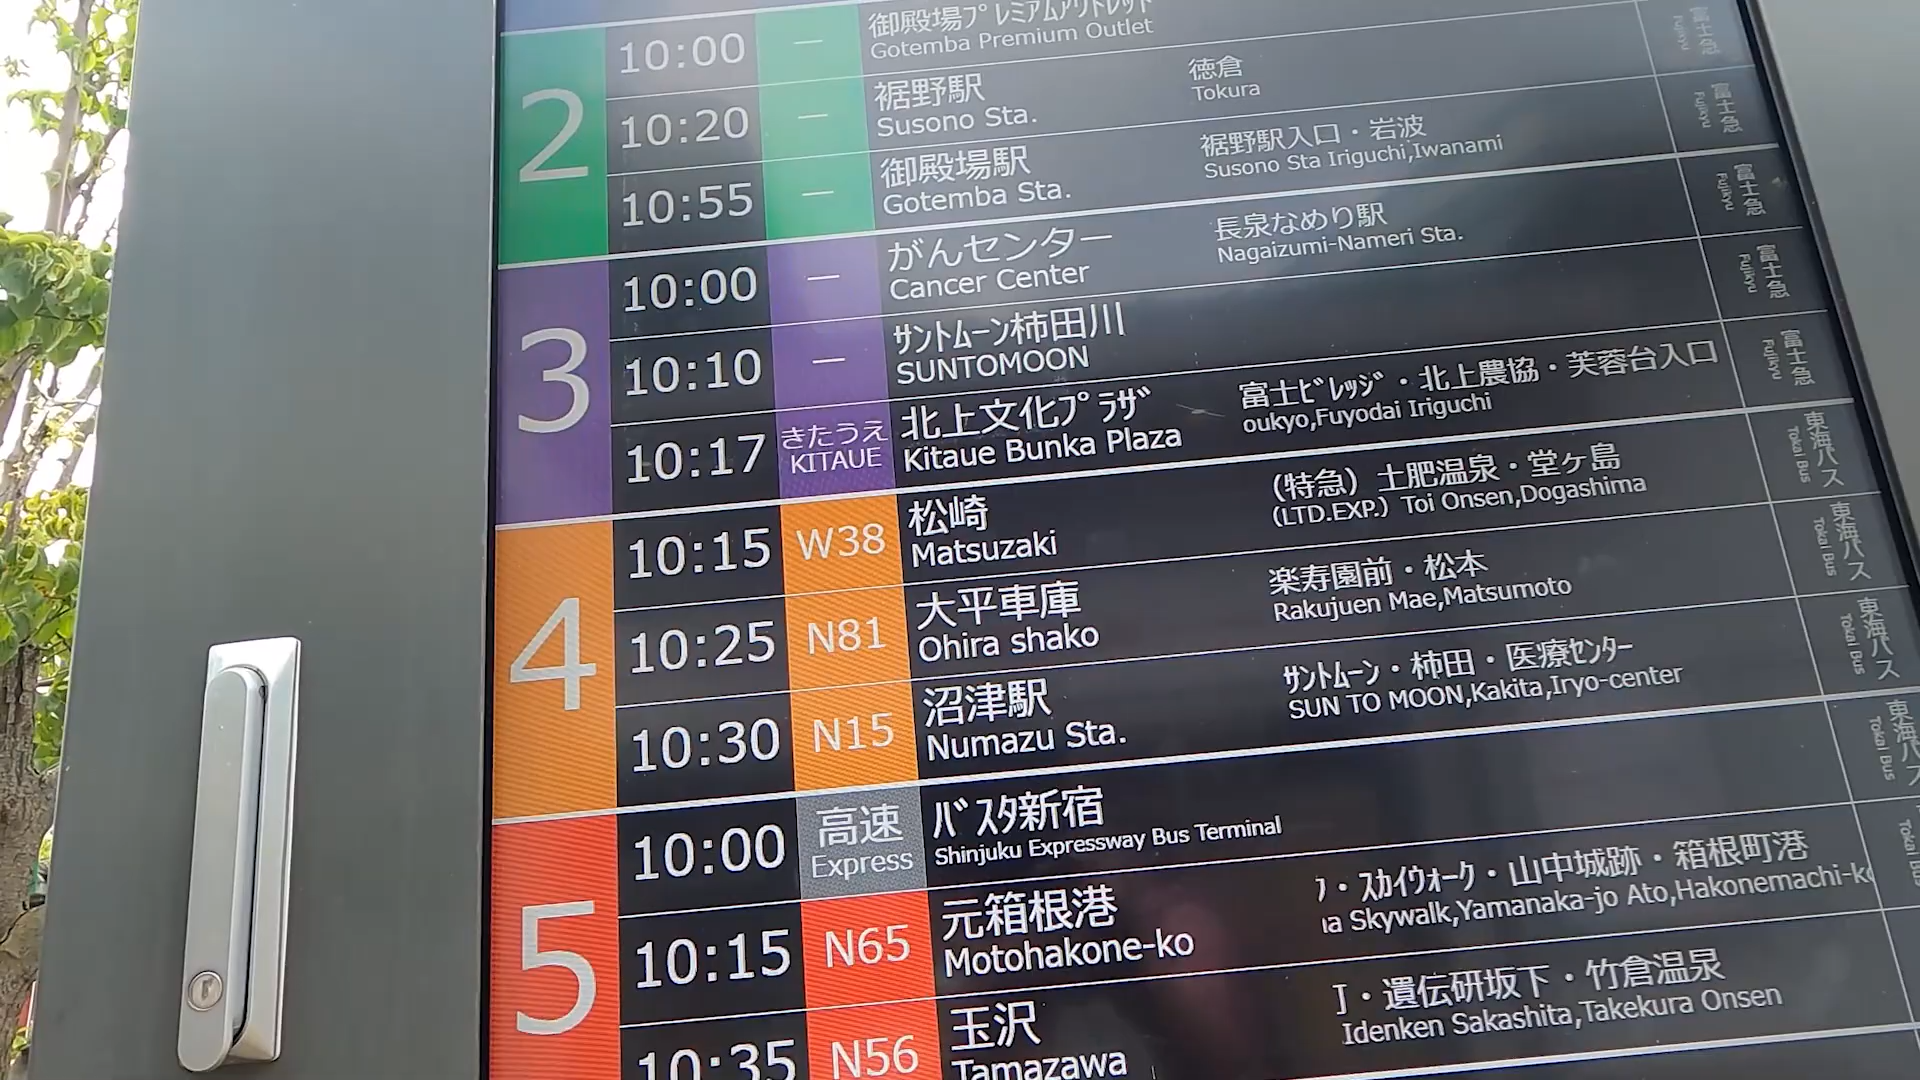 2
10:00
—
御殿場ﾌﾟﾚﾐｱﾑｱｳﾄﾚｯﾄ
Gotemba Premium Outlet
富士急
Fujikyu
10:20
—
裾野駅
Susono Sta.
徳倉
Tokura
富士急
Fujikyu
10:55
—
御殿場駅
Gotemba Sta.
裾野駅入口・岩波
Susono Sta Iriguchi,Iwanami
富士急
Fujikyu
3
10:00
—
がんセンター
Cancer Center
長泉なめり駅
Nagaizumi-Nameri Sta.
富士急
Fujikyu
10:10
—
ｻﾝﾄﾑｰﾝ柿田川
SUNTOMOON
富士急
Fujikyu
10:17
きたうえ
KITAUE
北上文化ﾌﾟﾗｻﾞ
Kitaue Bunka Plaza
富士ﾋﾞﾚｯｼﾞ・北上農協・芙蓉台入口
oukyo,Fuyodai Iriguchi
4
10:15
W38
松崎
Matsuzaki
(特急) 土肥温泉・堂ヶ島
(LTD.EXP.) Toi Onsen,Dogashima
東海バス
Tokai Bus
10:25
N81
大平車庫
Ohira shako
楽寿園前・松本
Rakujuen Mae,Matsumoto
東海バス
Tokai Bus
10:30
N15
沼津駅
Numazu Sta.
ｻﾝﾄﾑｰﾝ・柿田・医療ｾﾝﾀｰ
SUN TO MOON,Kakita,Iryo-center
東海バス
Tokai Bus
5
10:00
高速
Express
ﾊﾞｽﾀ新宿
Shinjuku Expressway Bus Terminal
東海バス
Tokai Bus
10:15
N65
元箱根港
Motohakone-ko
・ｽｶｲｳｫｰｸ・山中城跡・箱根町港
na Skywalk,Yamanaka-jo Ato,Hakonemachi-ko
10:35
N56
玉沢
Tamazawa
・遺伝研坂下・竹倉温泉
Idenken Sakashita,Takekura Onsen